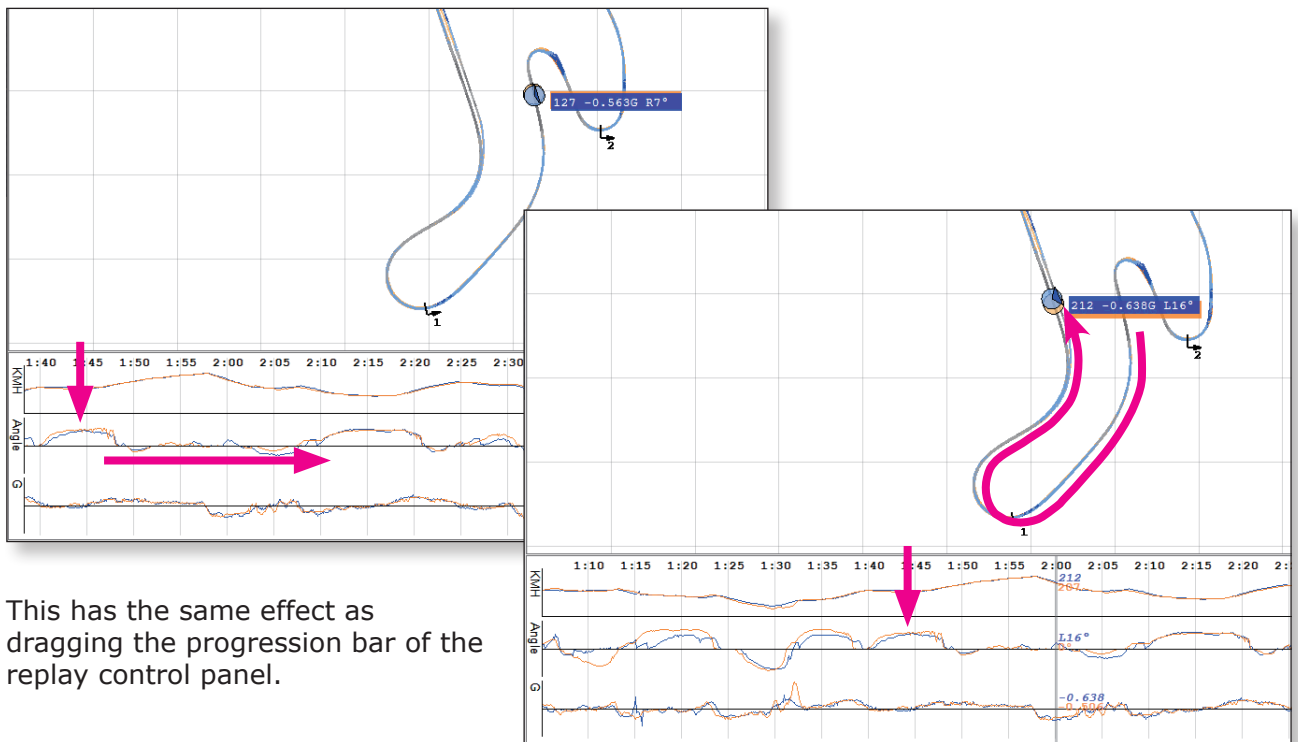 127 -0.563G R7°
2
1
1:40 1:45 1:50 1:55 2:00 2:05 2:10 2:15 2:20 2:25 2:30
KMH
Angle
G
212 -0.638G L16°
2
1
1:10 1:15 1:20 1:25 1:30 1:35 1:40 1:45 1:50 1:55 2:00 2:05 2:10 2:15 2:20
KMH
212
207
Angle
L16°
G
-0.638
This has the same effect as
dragging the progression bar of the
replay control panel.